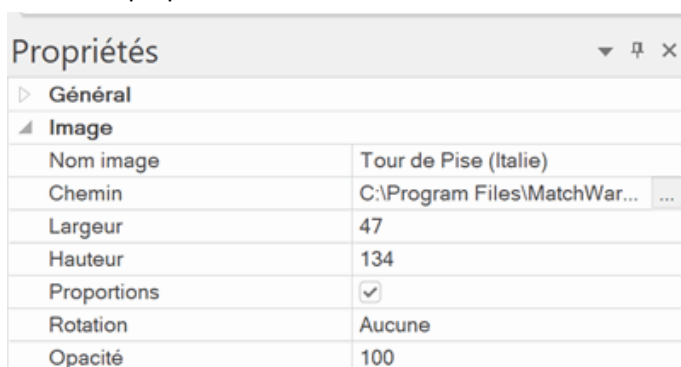 Propriétés
Général
Image
Nom image Tour de Pise (Italie)
Chemin C:\Program Files\MatchWar... ...
Largeur 47
Hauteur 134
Proportions
Rotation Aucune
Opacité 100